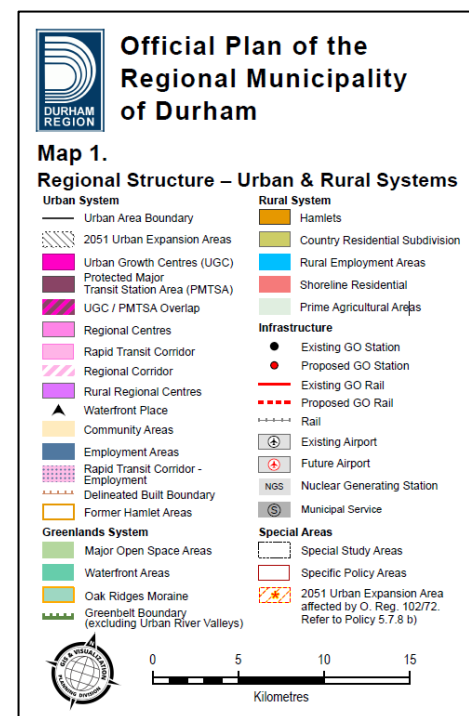 DURHAM
REGION
Official Plan of the
Regional Municipality
of Durham
Map 1.
Regional Structure – Urban & Rural Systems
Urban System
Urban Area Boundary
2051 Urban Expansion Areas
Urban Growth Centres (UGC)
Protected Major
Transit Station Area (PMTSA)
UGC / PMTSA Overlap
Regional Centres
Rapid Transit Corridor
Regional Corridor
Rural Regional Centres
Waterfront Place
Community Areas
Employment Areas
Rapid Transit Corridor -
Employment
Delineated Built Boundary
Former Hamlet Areas
Greenlands System
Major Open Space Areas
Waterfront Areas
Oak Ridges Moraine
Greenbelt Boundary
(excluding Urban River Valleys)
Rural System
Hamlets
Country Residential Subdivision
Rural Employment Areas
Shoreline Residential
Prime Agricultural Areas
Infrastructure
Existing GO Station
Proposed GO Station
Existing GO Rail
Proposed GO Rail
Rail
Existing Airport
Future Airport
NGS Nuclear Generating Station
S Municipal Service
Special Areas
Special Study Areas
Specific Policy Areas
2051 Urban Expansion Area
affected by O. Reg. 102/72.
Refer to Policy 5.7.8 b)
N
GIS & VISUALIZATION
PLANNING DIVISION
0 5 10 15
Kilometres